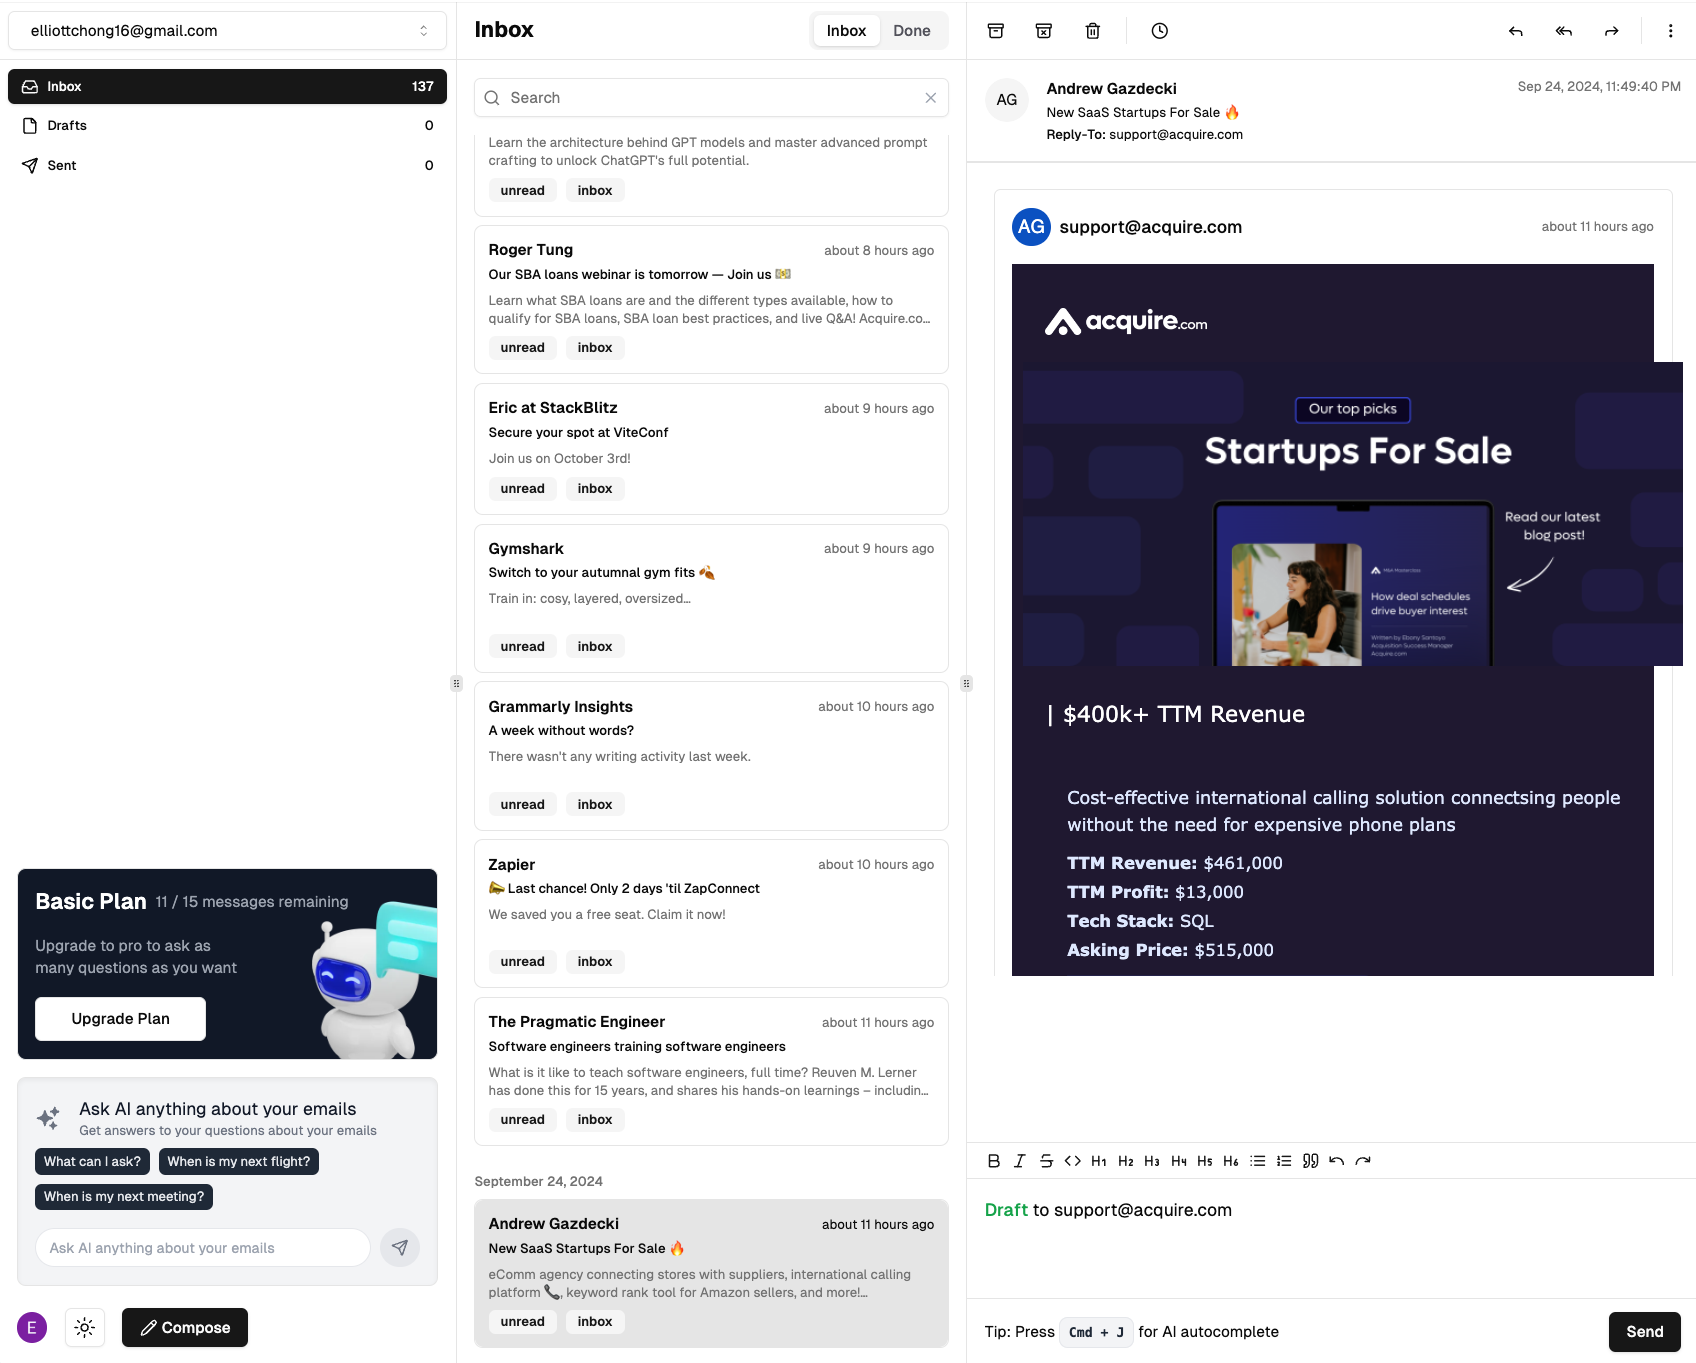 elliottchong16@gmail.com
Inbox 137
Drafts 0
Sent 0
Basic Plan 11 / 15 messages remaining
Upgrade to pro to ask as
many questions as you want
Upgrade Plan
Ask AI anything about your emails
Get answers to your questions about your emails
What can I ask?
When is my next flight?
When is my next meeting?
Ask AI anything about your emails
E
Compose
Inbox
Inbox
Done
Search
Learn the architecture behind GPT models and master advanced prompt
crafting to unlock ChatGPT's full potential.
unread inbox
Roger Tung about 8 hours ago
Our SBA loans webinar is tomorrow — Join us 💵
Learn what SBA loans are and the different types available, how to
qualify for SBA loans, SBA loan best practices, and live Q&A! Acquire.co...
unread inbox
Eric at StackBlitz about 9 hours ago
Secure your spot at ViteConf
Join us on October 3rd!
unread inbox
Gymshark about 9 hours ago
Switch to your autumnal gym fits 🍂
Train in: cosy, layered, oversized…
unread inbox
Grammarly Insights about 10 hours ago
A week without words?
There wasn't any writing activity last week.
unread inbox
Zapier about 10 hours ago
📣 Last chance! Only 2 days 'til ZapConnect
We saved you a free seat. Claim it now!
unread inbox
The Pragmatic Engineer about 11 hours ago
Software engineers training software engineers
What is it like to teach software engineers, full time? Reuven M. Lerner
has done this for 15 years, and shares his hands-on learnings – includin...
unread inbox
September 24, 2024
Andrew Gazdecki about 11 hours ago
New SaaS Startups For Sale 🔥
eComm agency connecting stores with suppliers, international calling
platform 📞, keyword rank tool for Amazon sellers, and more!...
unread inbox
AG
Andrew Gazdecki Sep 24, 2024, 11:49:40 PM
New SaaS Startups For Sale 🔥
Reply-To: support@acquire.com
AG support@acquire.com about 11 hours ago
acquire.com
Our top picks
Startups For Sale
Read our latest
blog post!
M&A Masterclass
How deal schedules
drive buyer interest
Written by Ebony Santoyo
Acquisition Success Manager
Acquire.com
| $400k+ TTM Revenue
Cost-effective international calling solution connectsing people
without the need for expensive phone plans
TTM Revenue: $461,000
TTM Profit: $13,000
Tech Stack: SQL
Asking Price: $515,000
B I S <> H1 H2 H3 H4 H5 H6
Draft to support@acquire.com
Tip: Press Cmd + J for AI autocomplete
Send